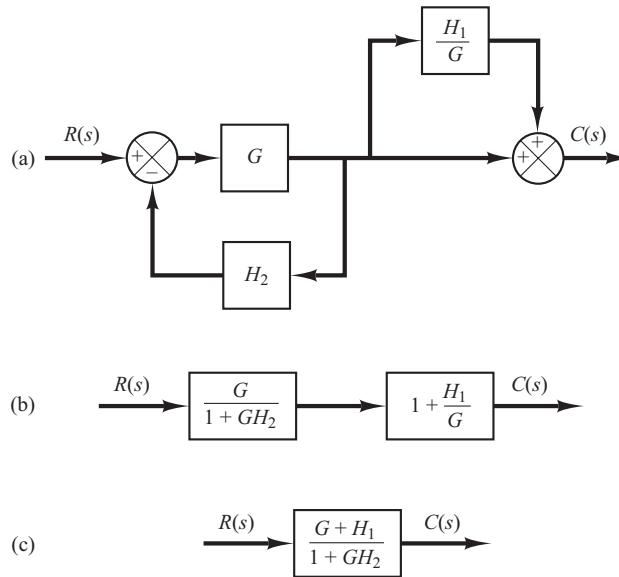 H₁
G
R(s)
C(s)
+
+
(a)
+
G
+
−
H₂
R(s)
G
1 + GH₂
1 + H₁
G
C(s)
(b)
R(s)
G + H₁
1 + GH₂
C(s)
(c)